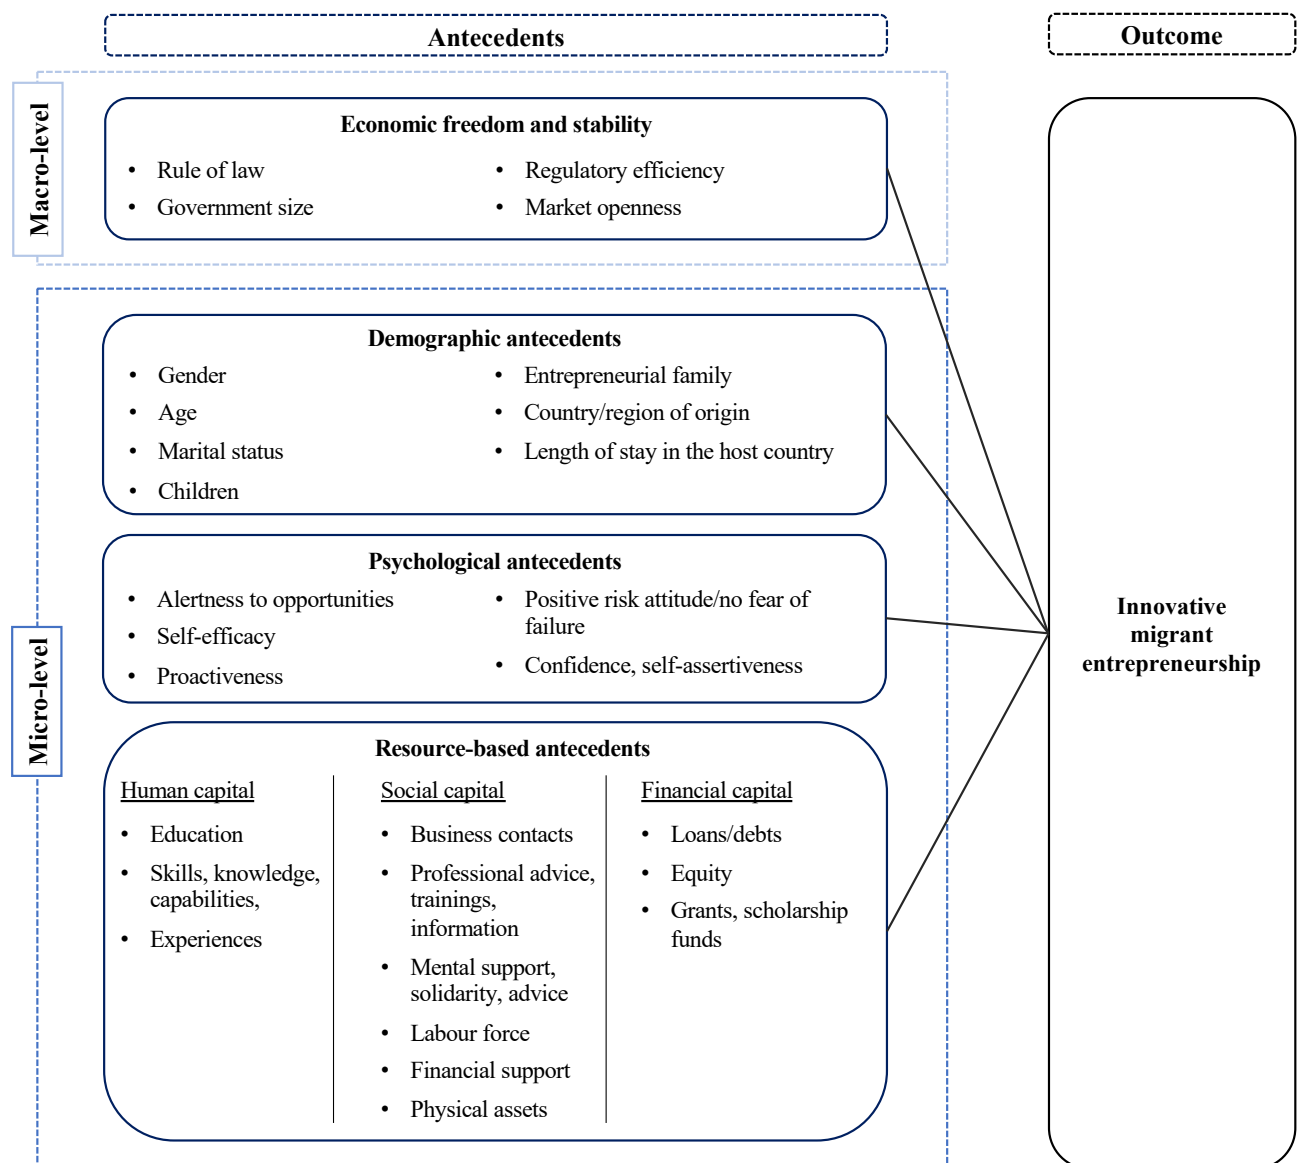 Antecedents
Outcome
Macro-level
Economic freedom and stability
• Rule of law
• Government size
• Regulatory efficiency
• Market openness
Micro-level
Demographic antecedents
• Gender
• Age
• Marital status
• Children
• Entrepreneurial family
• Country/region of origin
• Length of stay in the host country
Psychological antecedents
• Alertness to opportunities
• Self-efficacy
• Proactiveness
• Positive risk attitude/no fear of
failure
• Confidence, self-assertiveness
Resource-based antecedents
Human capital
• Education
• Skills, knowledge,
capabilities,
• Experiences
Social capital
• Business contacts
• Professional advice,
trainings,
information
• Mental support,
solidarity, advice
• Labour force
• Financial support
• Physical assets
Financial capital
• Loans/debts
• Equity
• Grants, scholarship
funds
Innovative
migrant
entrepreneurship